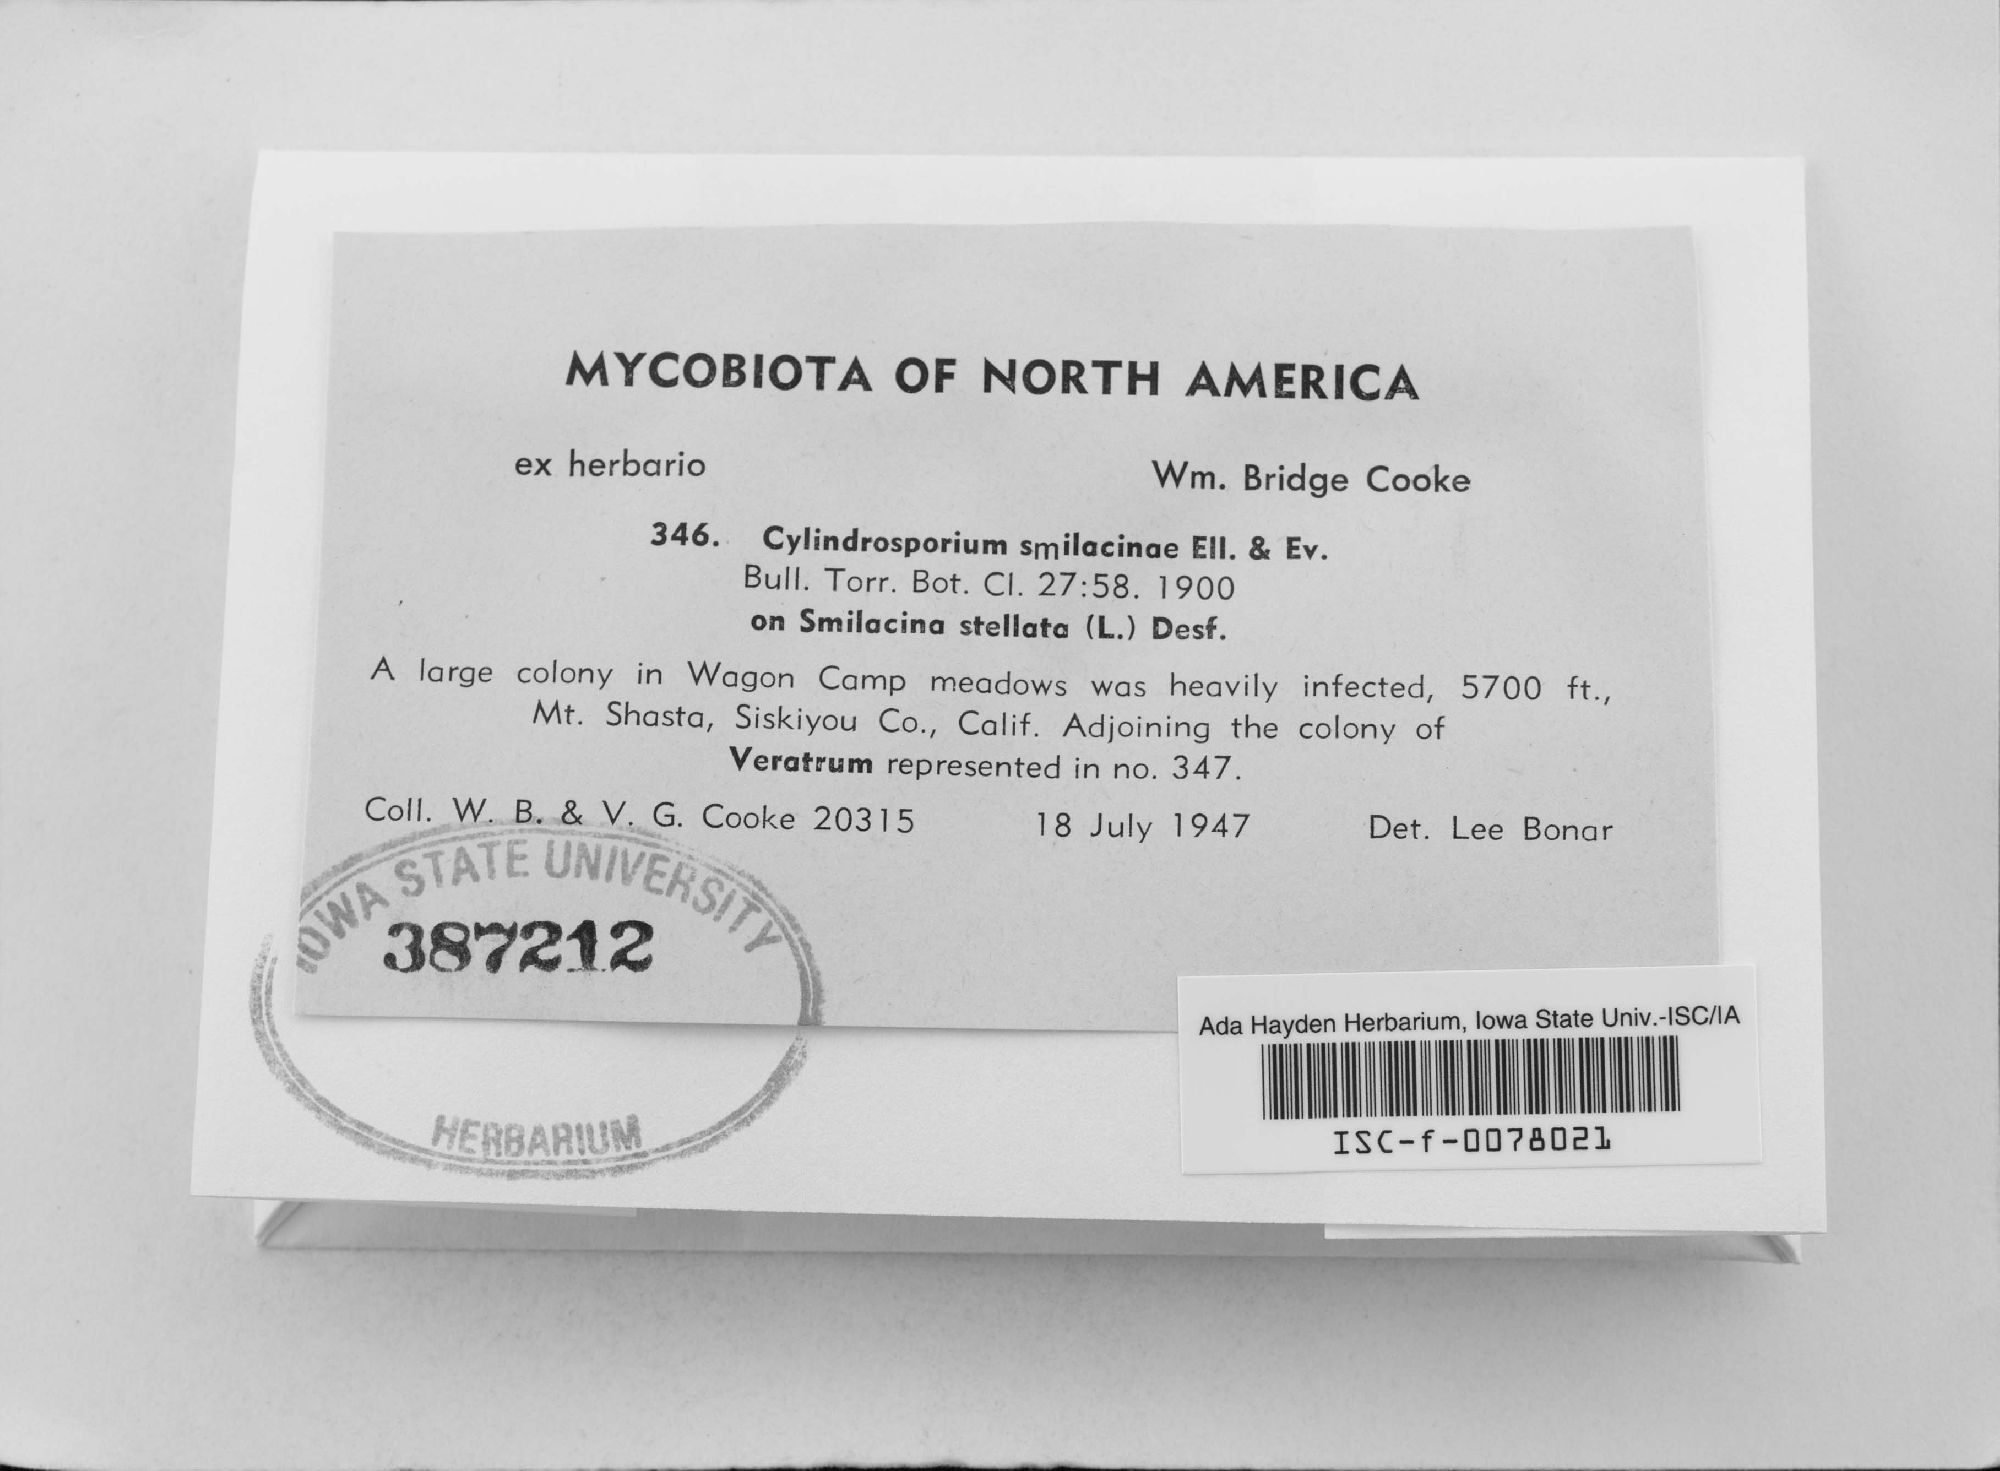 MYCOBIOTA OF NORTH AMERICA
ex herbario Wm. Bridge Cooke
346. Cylindrosporium smilacinae Ell. & Ev.
Bull. Torr. Bot. Cl. 27:58. 1900
on Smilacina stellata (L.) Desf.
A large colony in Wagon Camp meadows was heavily infected, 5700 ft.,
Mt. Shasta, Siskiyou Co., Calif. Adjoining the colony of
Veratrum represented in no. 347.
Coll. W. B. & V. G. Cooke 20315 18 July 1947 Det. Lee Bonar
IOWA STATE UNIVERSITY
387212
HERBARIUM
Ada Hayden Herbarium, Iowa State Univ.-ISC/IA
ISC-f-0078021